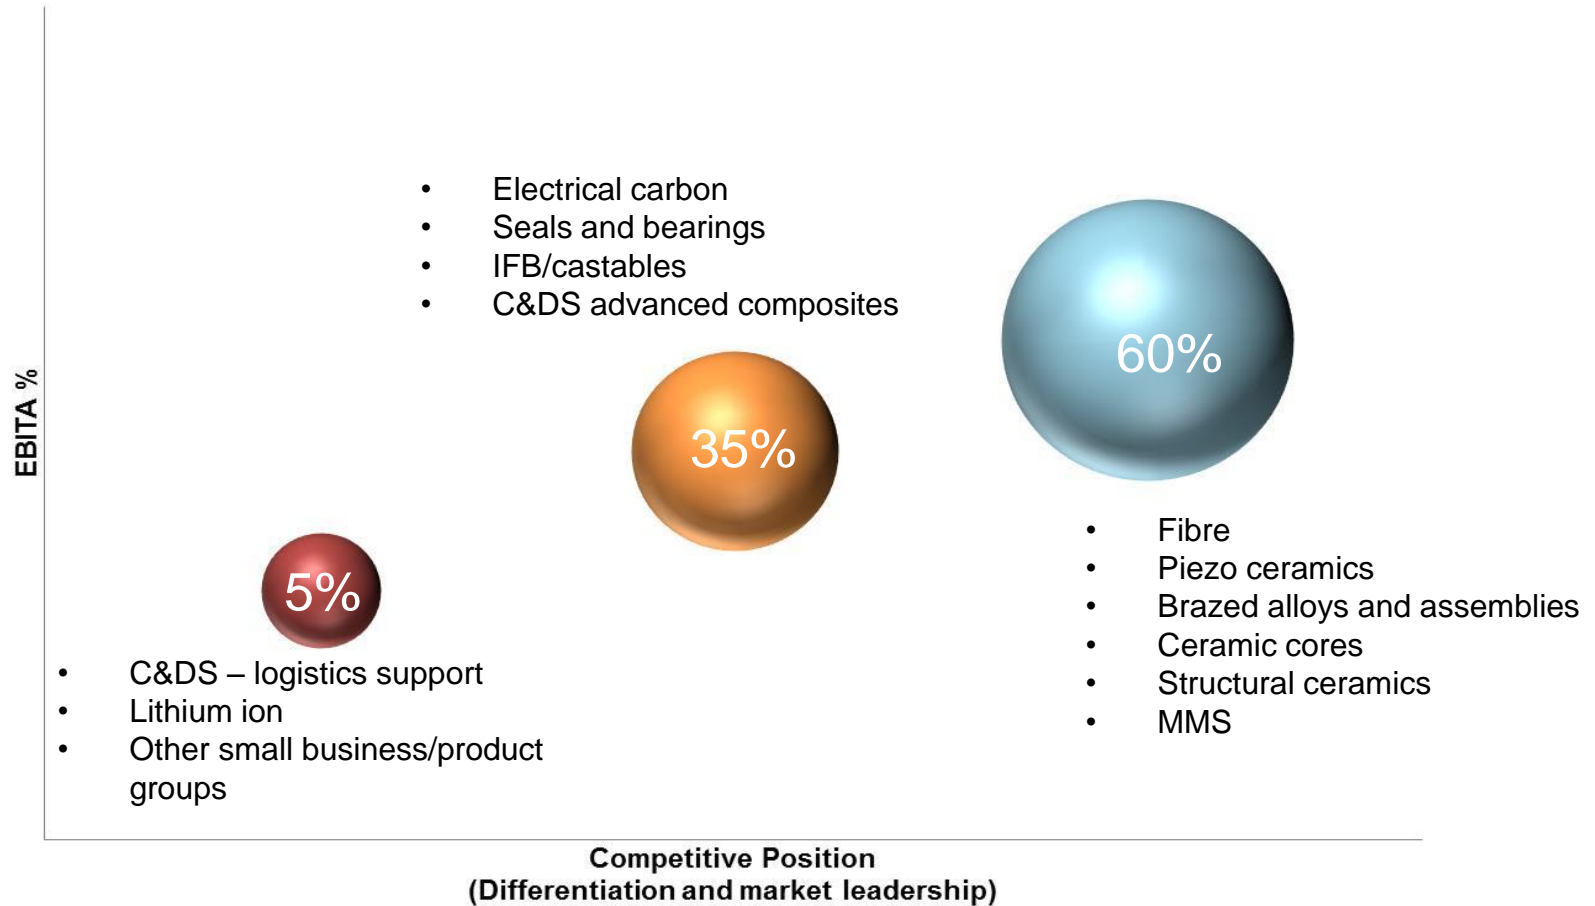 • Electrical carbon
• Seals and bearings
• IFB/castables
• C&DS advanced composites
60%
35%
EBITA %
5%
• Fibre
• Piezo ceramics
• Brazed alloys and assemblies
• Ceramic cores
• Structural ceramics
• MMS
• C&DS – logistics support
• Lithium ion
• Other small business/product
groups
Competitive Position
(Differentiation and market leadership)